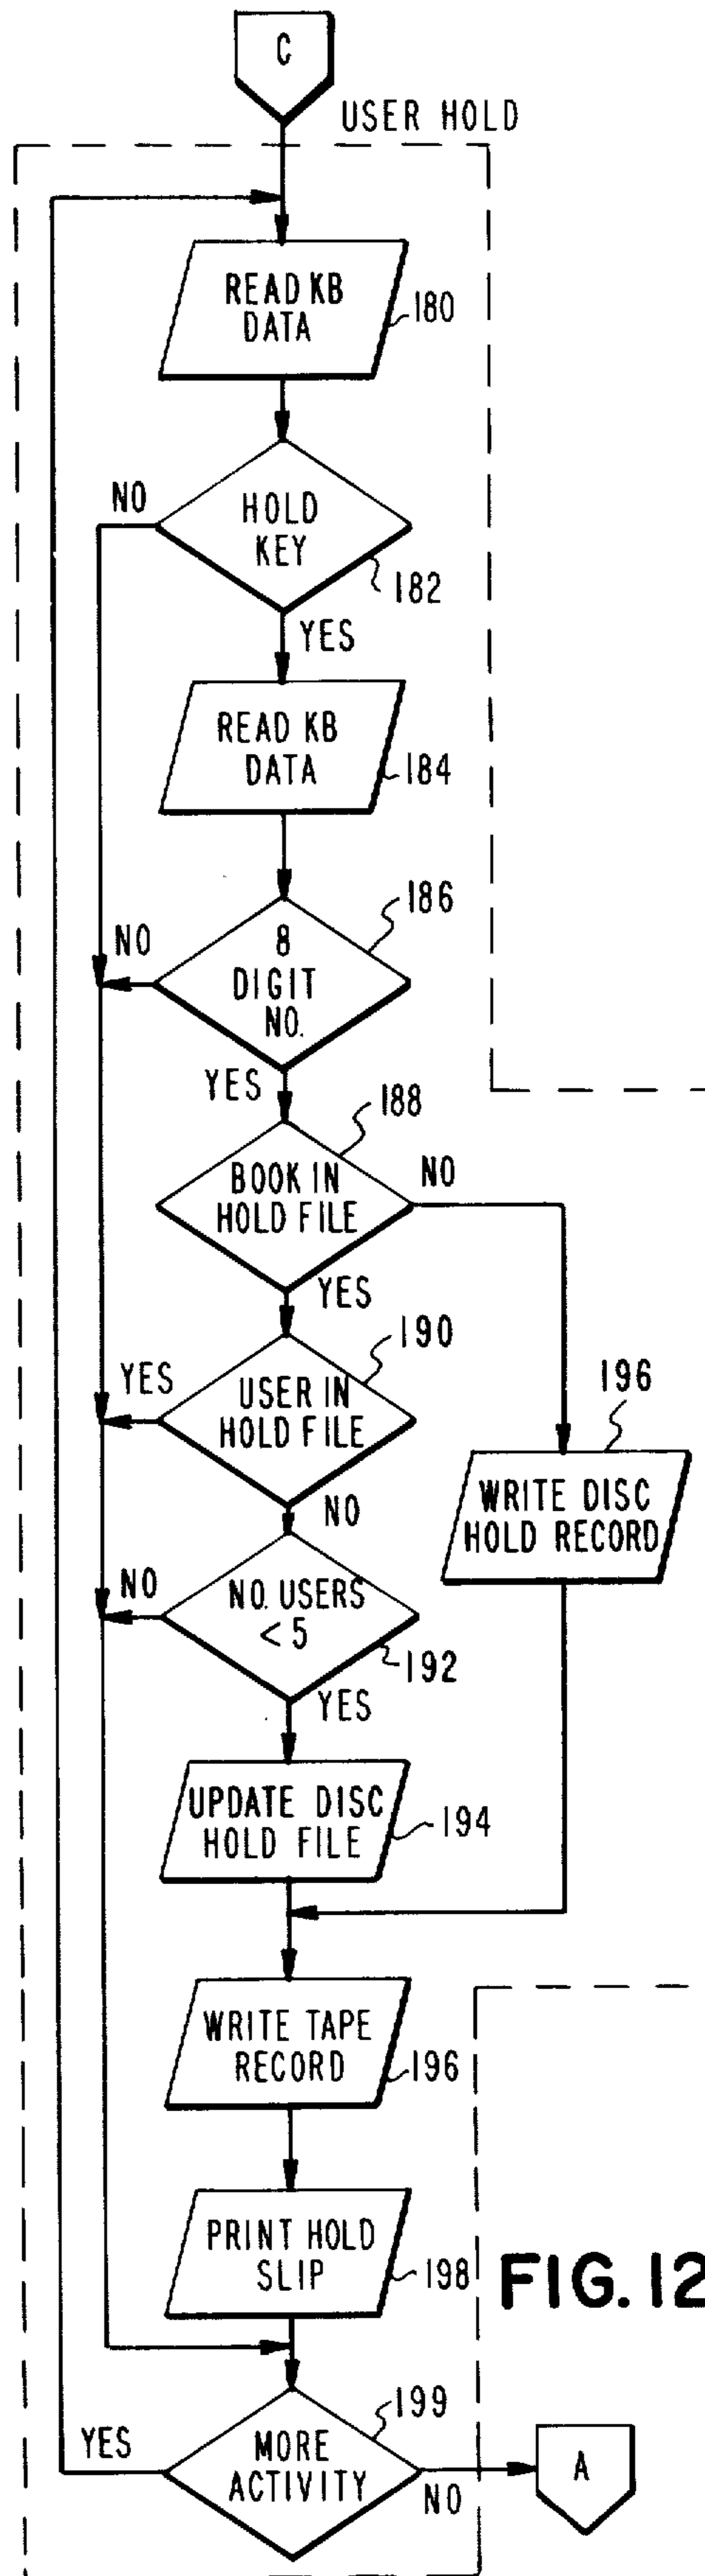 C
USER HOLD
READ KB
DATA
180
NO
HOLD
KEY
182
YES
READ KB
DATA
184
186
NO
8
DIGIT
NO.
YES
188
BOOK IN
HOLD FILE
NO
YES
190
YES
USER IN
HOLD FILE
196
WRITE DISC
HOLD RECORD
NO
NO
NO. USERS
< 5
192
YES
UPDATE DISC
HOLD FILE
194
WRITE TAPE
RECORD
196
PRINT HOLD
SLIP
198
FIG. 12
199
YES
MORE
ACTIVITY
NO
A